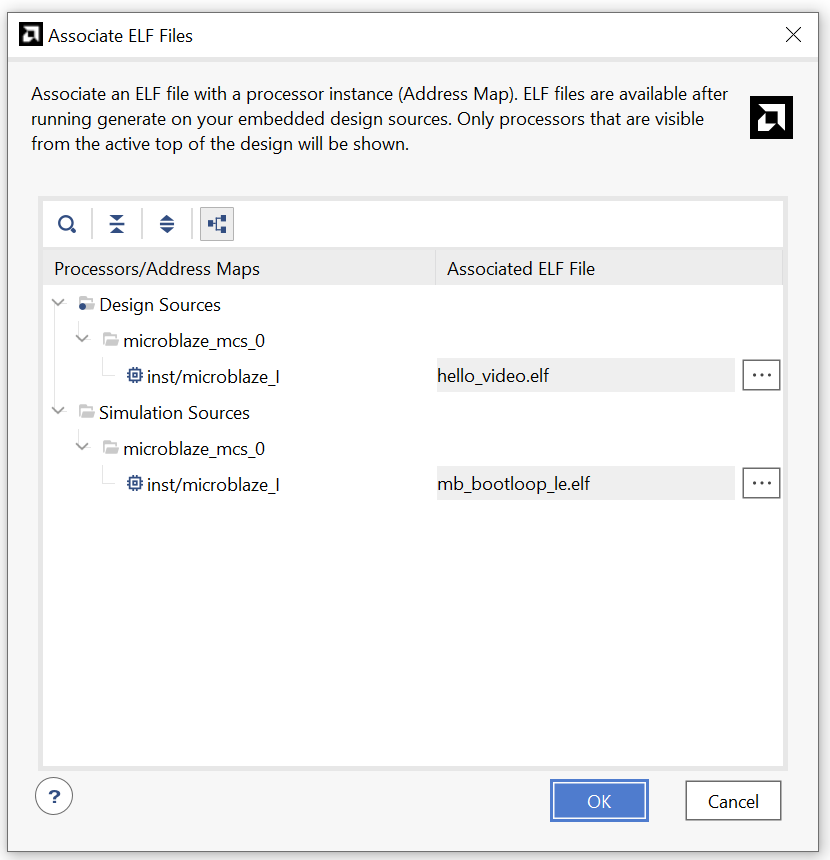 Associate ELF Files
Associate an ELF file with a processor instance (Address Map). ELF files are available after
running generate on your embedded design sources. Only processors that are visible
from the active top of the design will be shown.
Processors/Address Maps Associated ELF File
Design Sources
microblaze_mcs_0
inst/microblaze_I hello_video.elf ...
Simulation Sources
microblaze_mcs_0
inst/microblaze_I mb_bootloop_le.elf ...
? OK Cancel